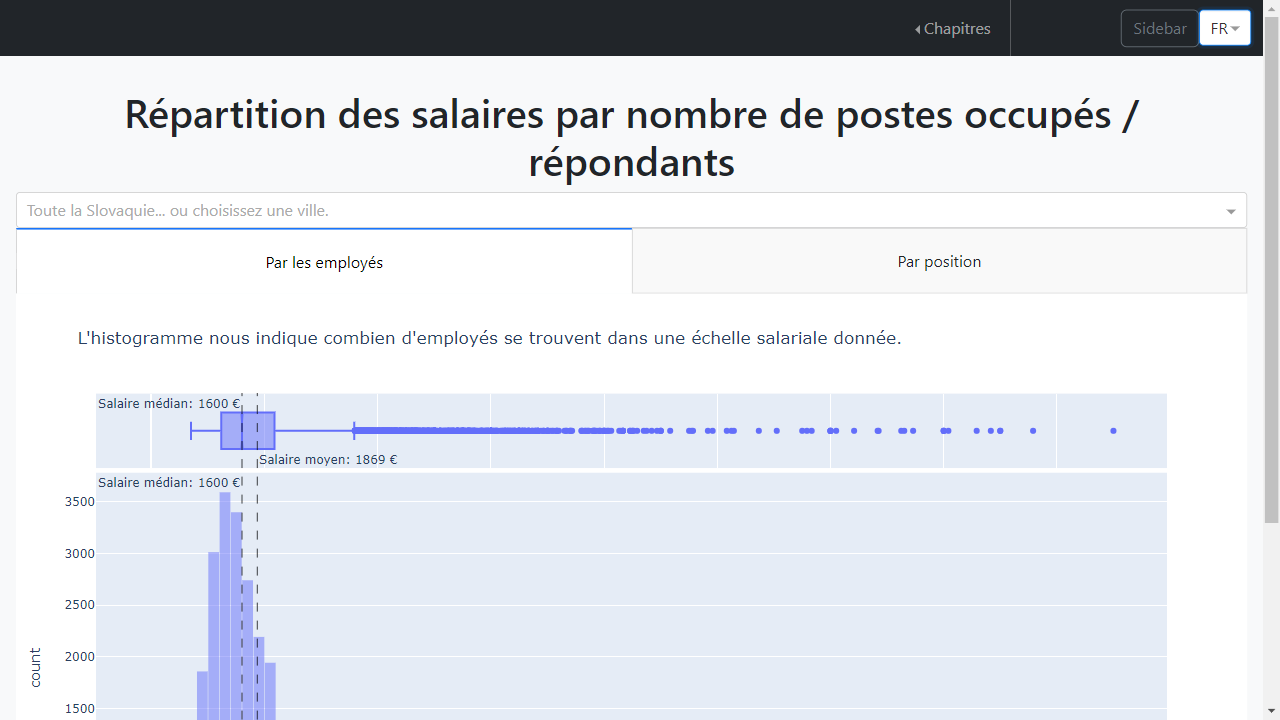 Chapitres
Sidebar
FR
Répartition des salaires par nombre de postes occupés /
répondants
Toute la Slovaquie... ou choisissez une ville.
Par les employés
Par position
L'histogramme nous indique combien d'employés se trouvent dans une échelle salariale donnée.
Salaire médian: 1600 €
Salaire moyen: 1869 €
Salaire médian: 1600 €
3500
3000
2500
2000
1500
count